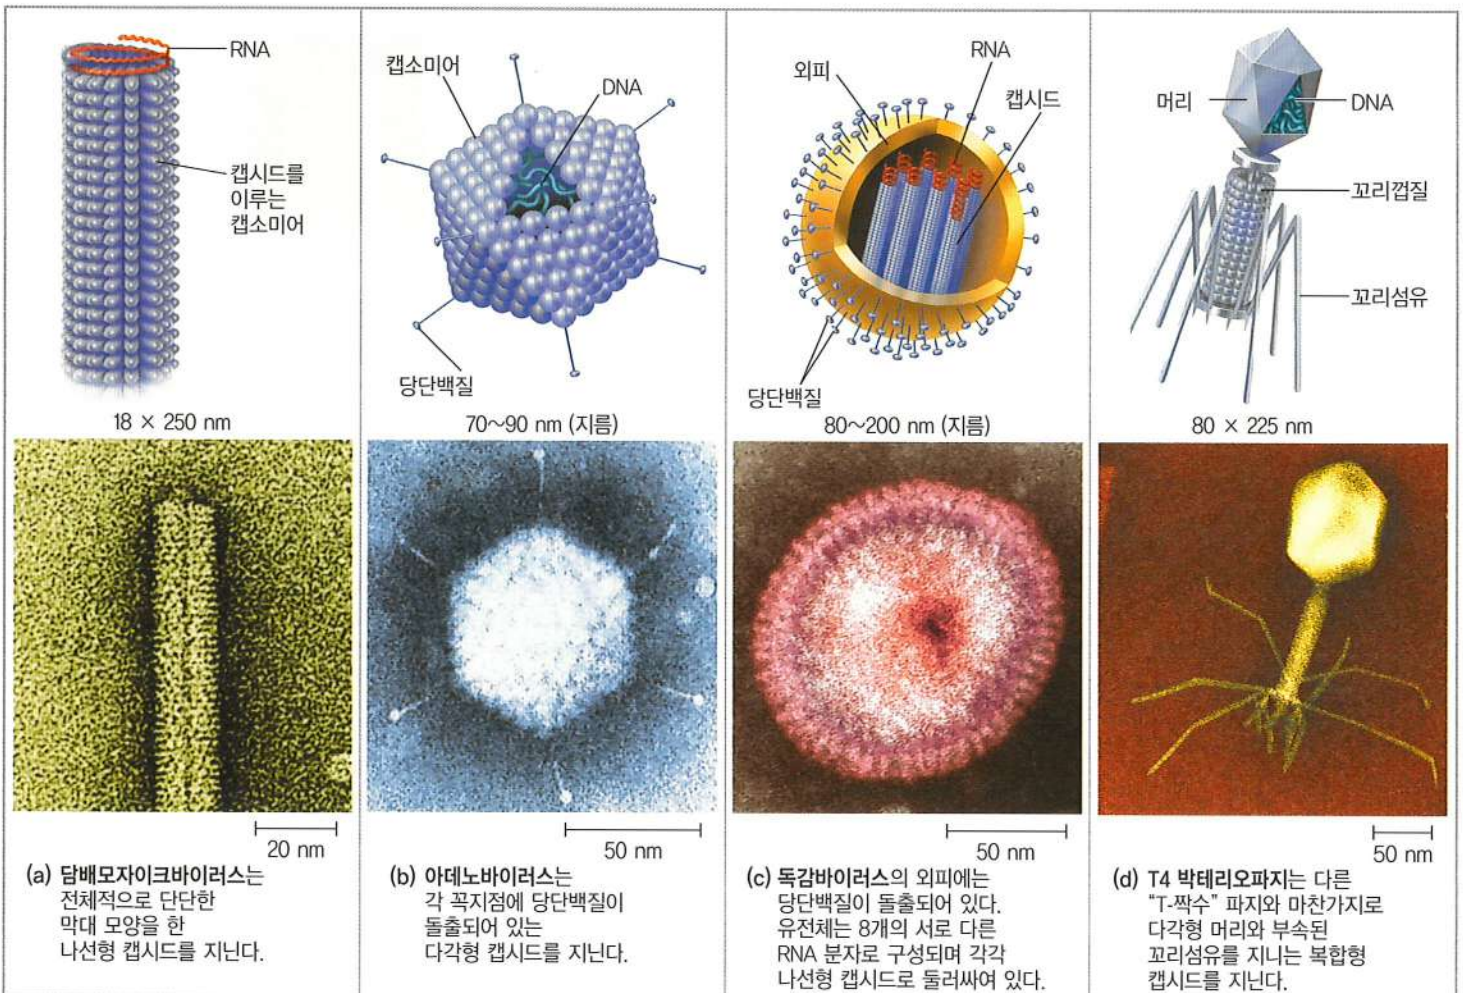 RNA
캡시드를
이루는
캡소미어
18 × 250 nm
20 nm
(a) 담배모자이크바이러스는
전체적으로 단단한
막대 모양을 한
나선형 캡시드를 지닌다.
캡소미어
DNA
당단백질
70~90 nm (지름)
50 nm
(b) 아데노바이러스는
각 꼭지점에 당단백질이
돌출되어 있는
다각형 캡시드를 지닌다.
외피
RNA
캡시드
당단백질
80~200 nm (지름)
50 nm
(c) 독감바이러스의 외피에는
당단백질이 돌출되어 있다.
유전체는 8개의 서로 다른
RNA 분자로 구성되며 각각
나선형 캡시드로 둘러싸여 있다.
머리
DNA
꼬리껍질
꼬리섬유
80 × 225 nm
50 nm
(d) T4 박테리오파지는 다른
“T-짝수” 파지와 마찬가지로
다각형 머리와 부속된
꼬리섬유를 지니는 복합형
캡시드를 지닌다.